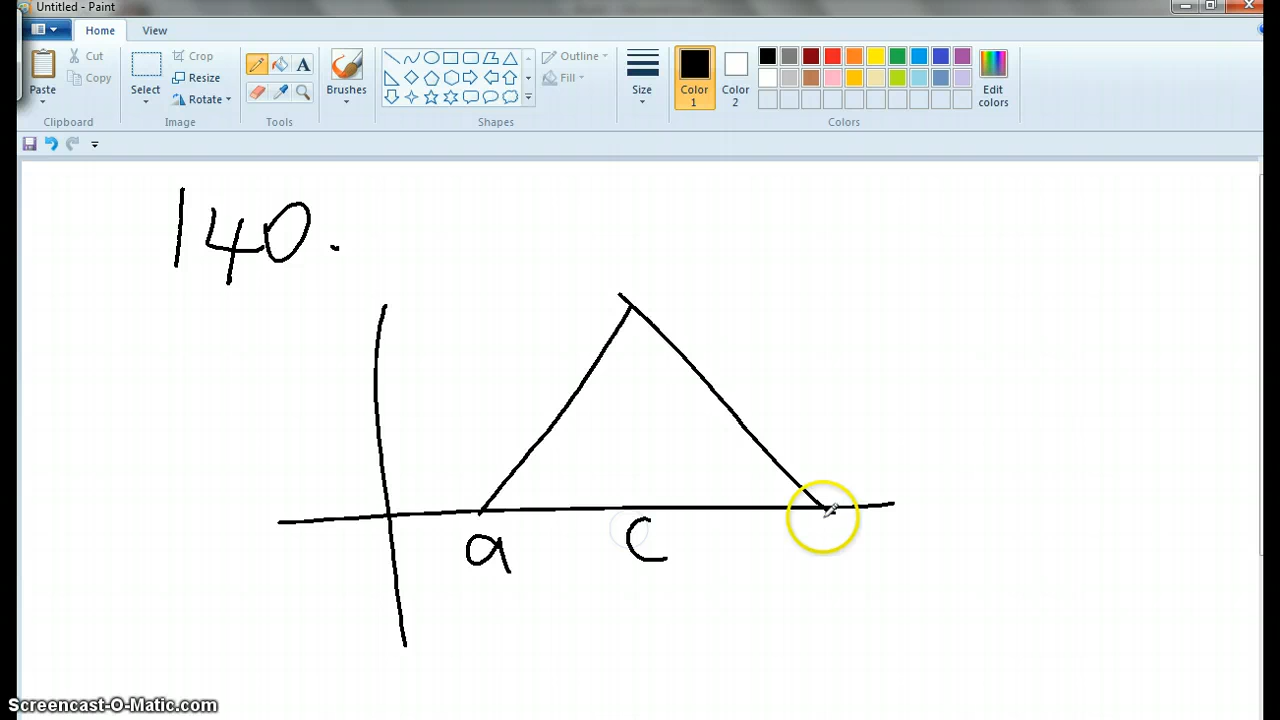 Untitled - Paint
Home View
Paste
Cut
Copy
Clipboard
Select
Crop
Resize
Rotate
Image
Tools
Brushes
Outline
Fill
Shapes
Size
Color 1
Color 2
Edit colors
Colors
140.
a c
Screencast-O-Matic.com